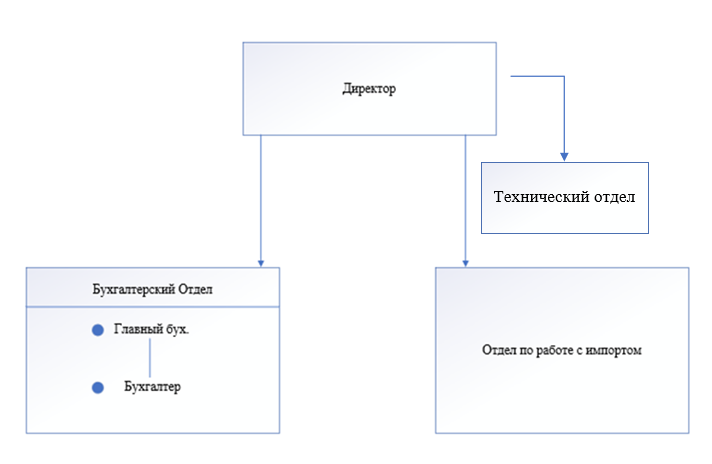 Директор
Технический отдел
Бухгалтерский Отдел
Главный бух.
Бухгалтер
Отдел по работе с импортом